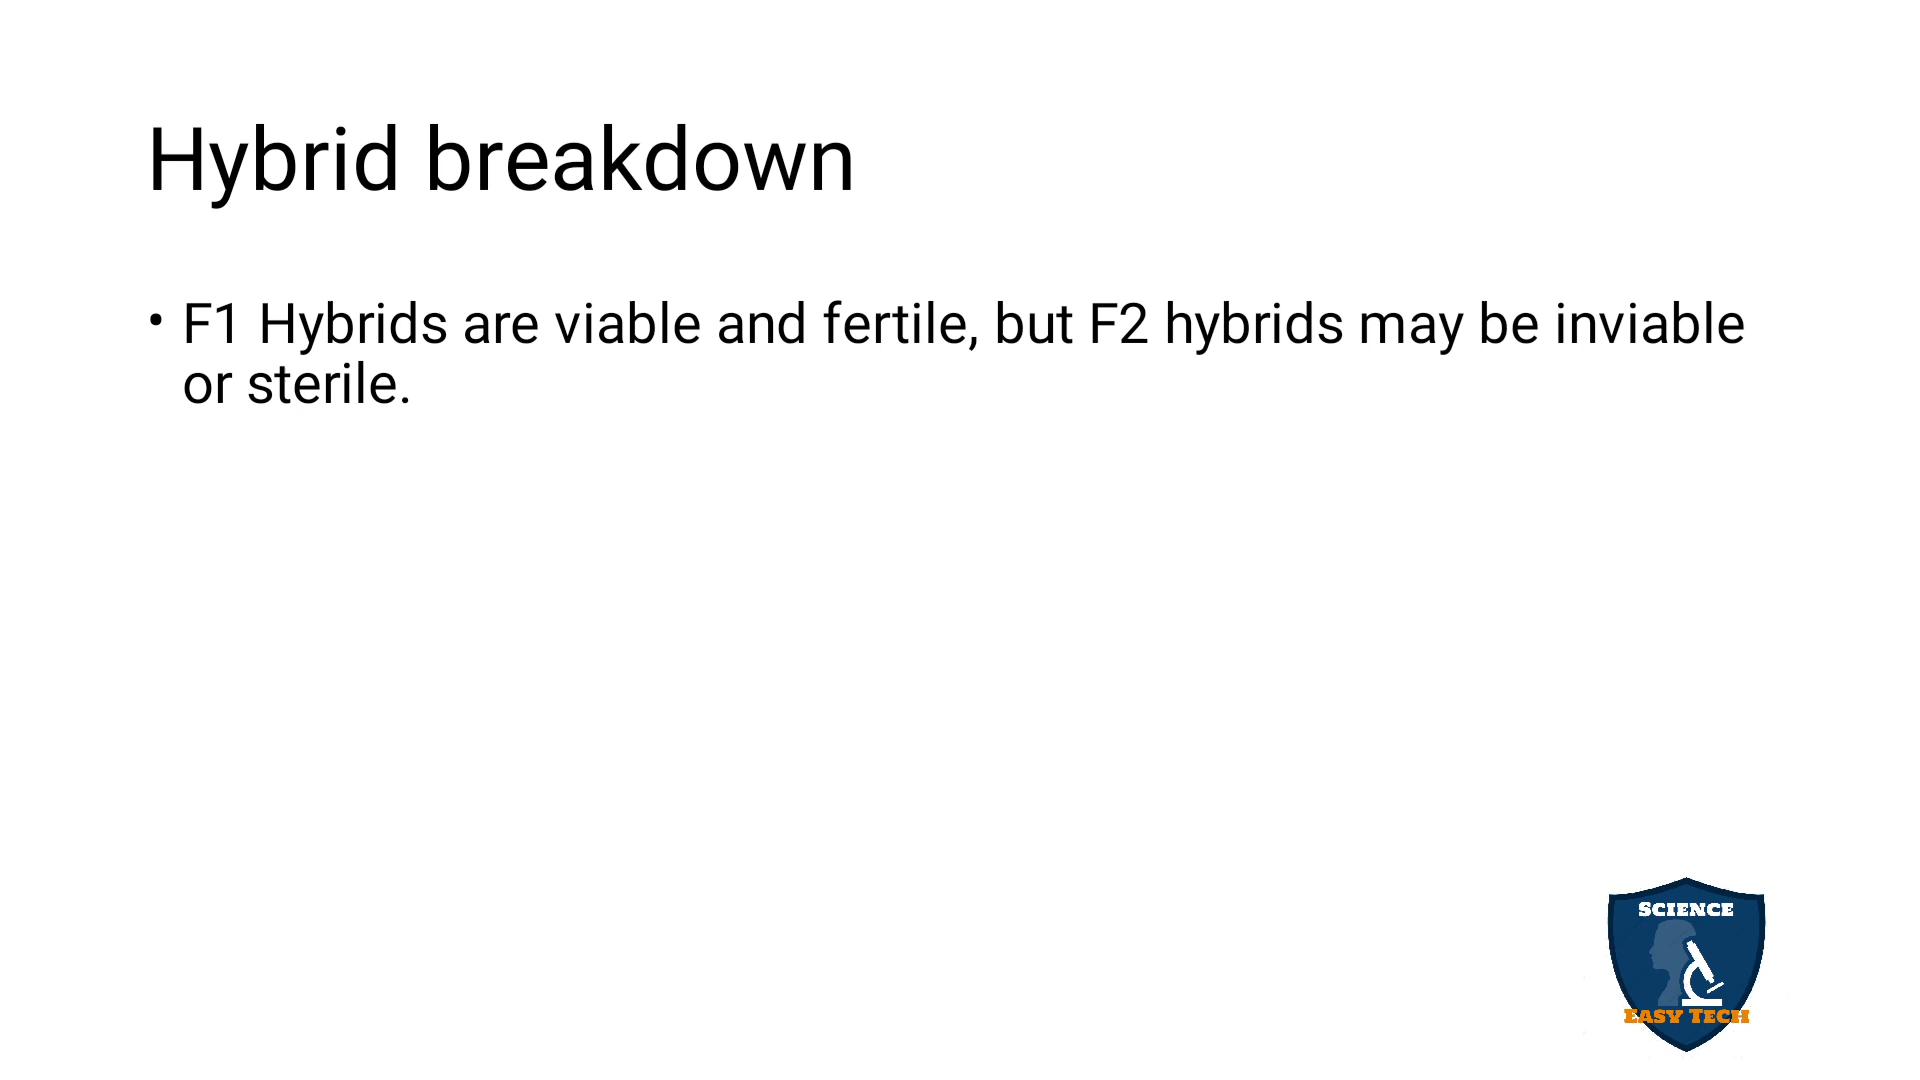 Hybrid breakdown
• F1 Hybrids are viable and fertile, but F2 hybrids may be inviable
or sterile.
SCIENCE
EASY TECH